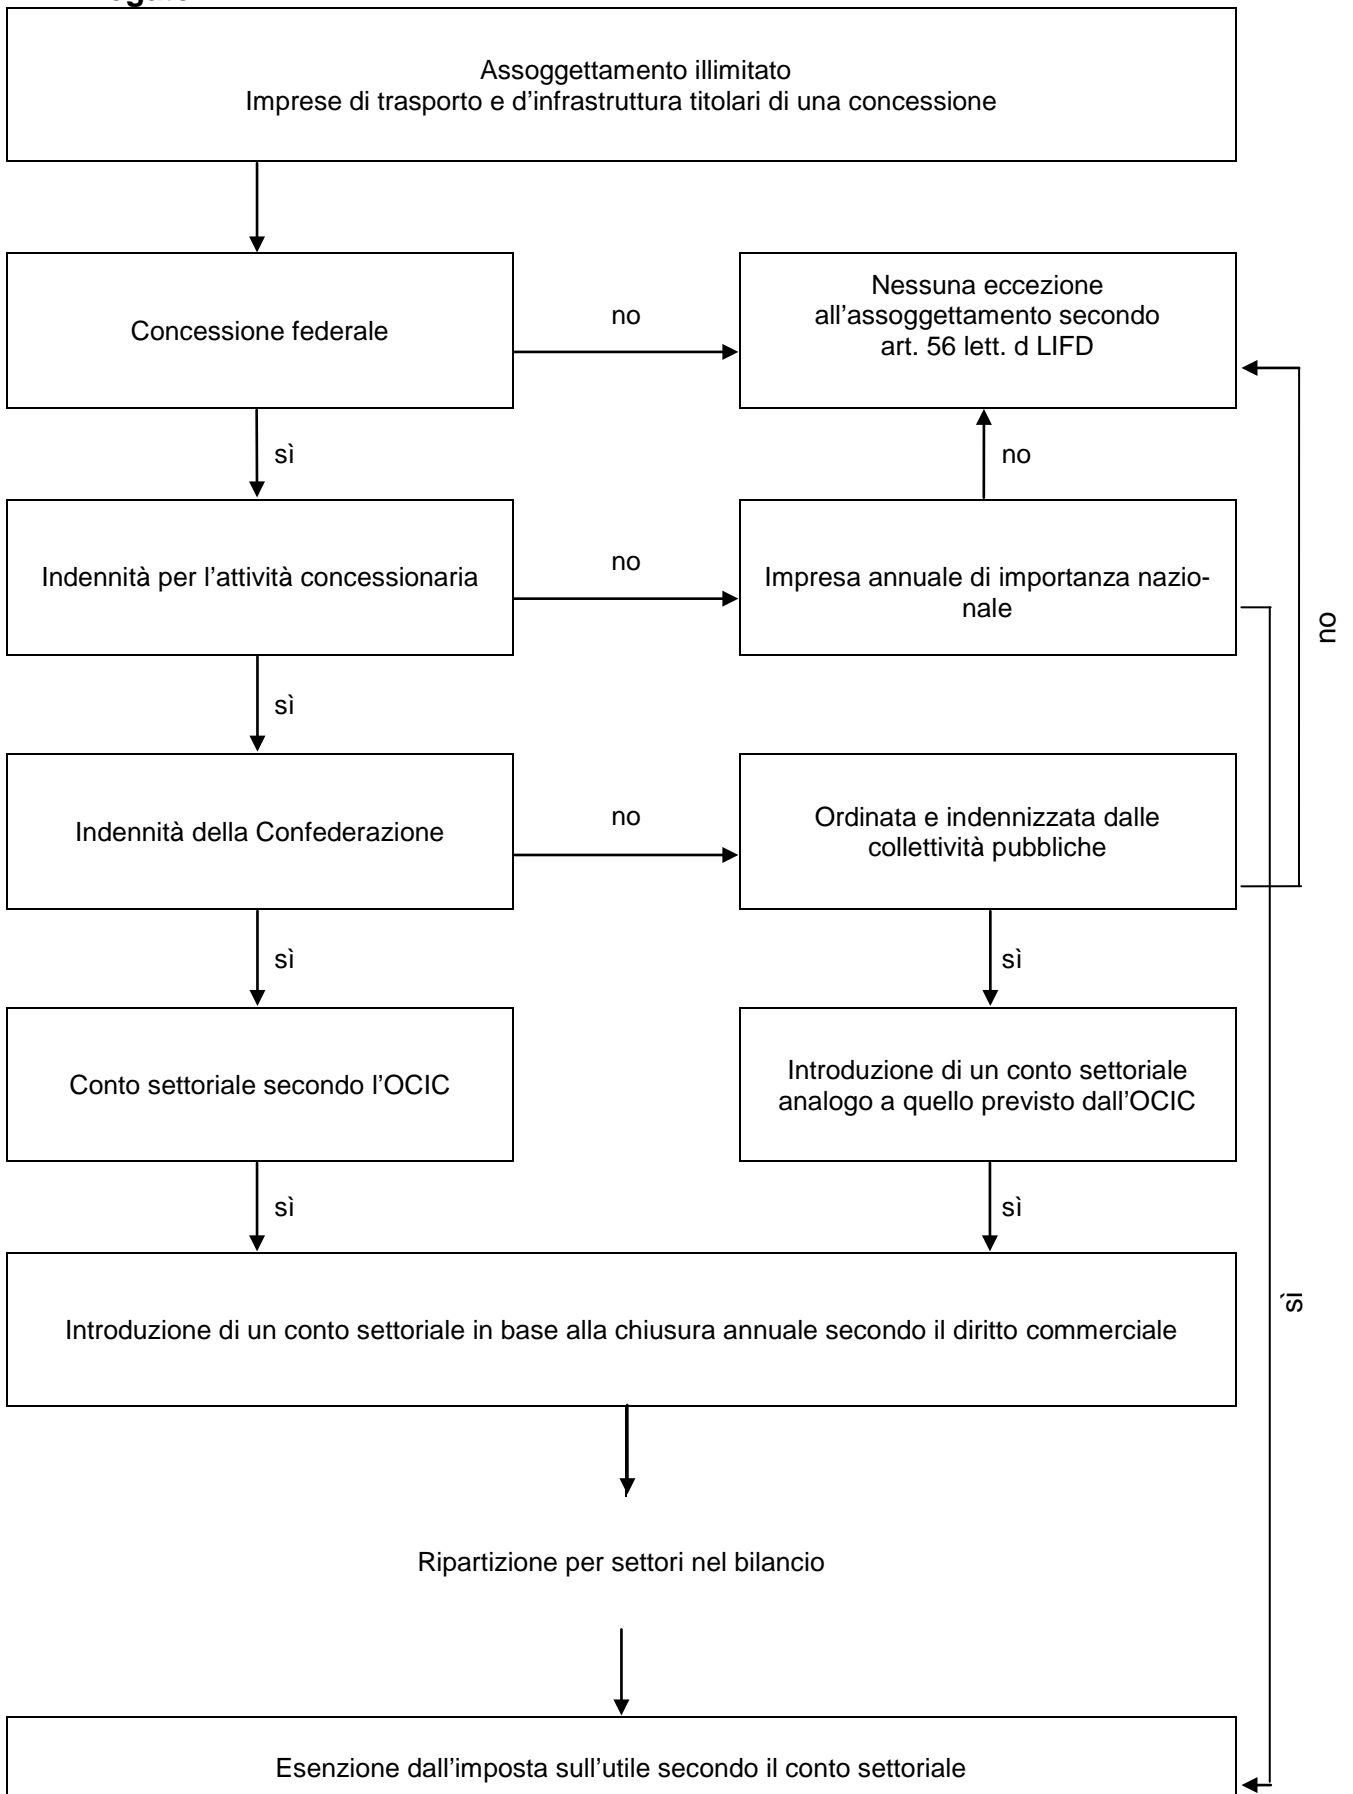 Assoggettamento illimitato
Imprese di trasporto e d'infrastruttura titolari di una concessione
Concessione federale
no
Nessuna eccezione
all'assoggettamento secondo
art. 56 lett. d LIFD
sì
no
Indennità per l'attività concessionaria
no
Impresa annuale di importanza nazio-
nale
no
sì
Indennità della Confederazione
no
Ordinata e indennizzata dalle
collettività pubbliche
sì
sì
Conto settoriale secondo l'OCIC
Introduzione di un conto settoriale
analogo a quello previsto dall'OCIC
sì
sì
Introduzione di un conto settoriale in base alla chiusura annuale secondo il diritto commerciale
sì
Ripartizione per settori nel bilancio
Esenzione dall'imposta sull'utile secondo il conto settoriale